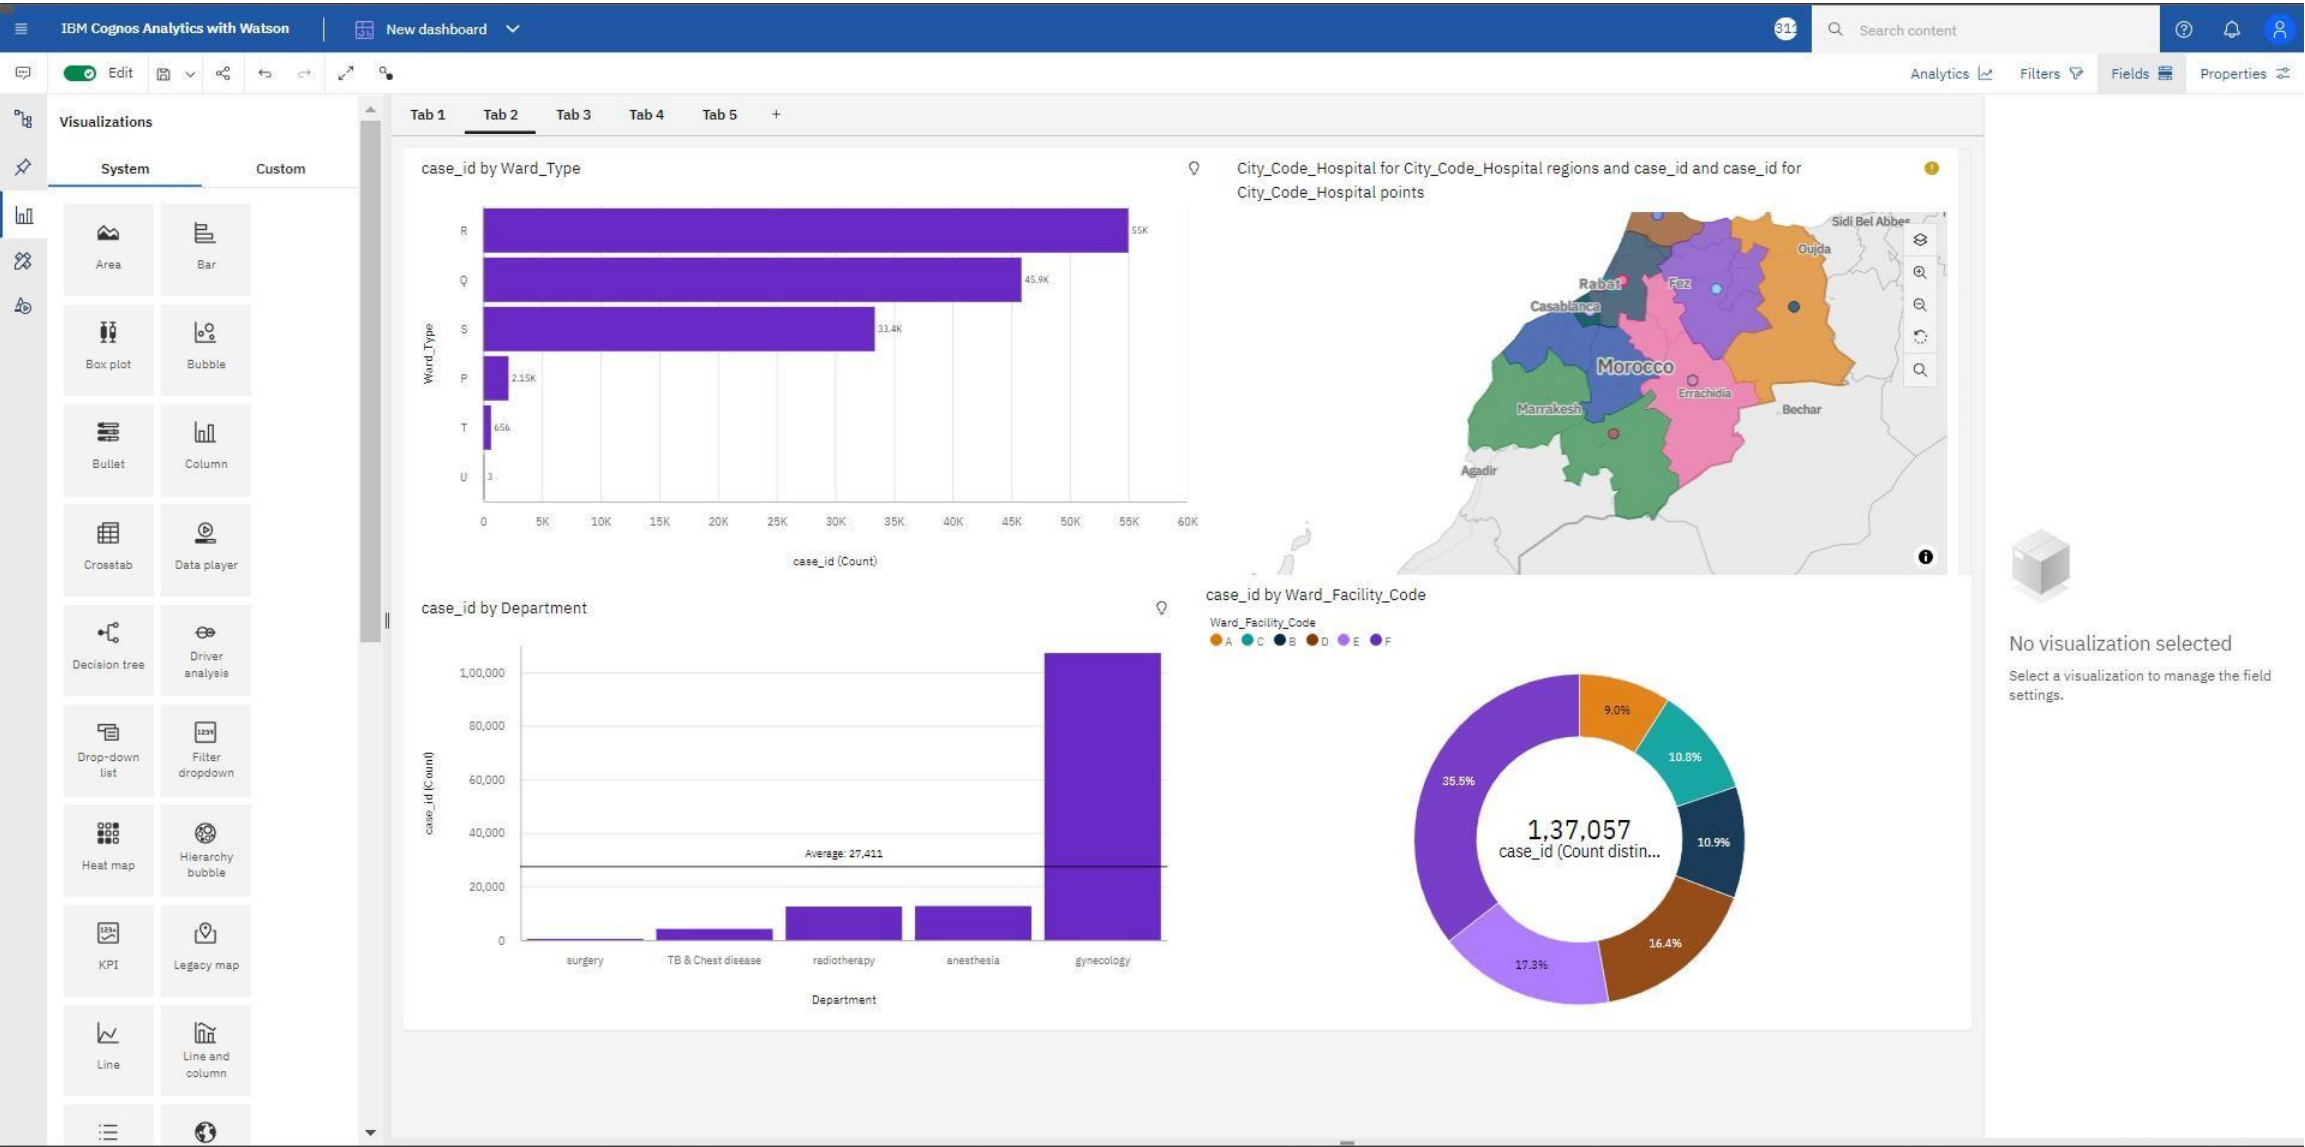 IBM Cognos Analytics with Watson
New dashboard
Search content
Edit
Analytics
Filters
Fields
Properties
Visualizations
System
Custom
Area
Bar
Box plot
Bubble
Bullet
Column
Crosstab
Data player
Decision tree
Driver
analysis
Drop-down
list
Filter
dropdown
Heat map
Hierarchy
bubble
KPI
Legacy map
Line
Line and
column
Tab 1
Tab 2
Tab 3
Tab 4
Tab 5
+
case_id by Ward_Type
Ward_Type
R
55K
Q
45.9K
S
33.4K
P
2.15K
T
656
U
3
0 5K 10K 15K 20K 25K 30K 35K 40K 45K 50K 55K 60K
case_id (Count)
City_Code_Hospital for City_Code_Hospital regions and case_id and case_id for
City_Code_Hospital points
Sidi Bel Abbes
Oujda
Rabat
Fez
Casablanca
Morocco
Errachidia
Marrakesh
Bechar
Agadir
case_id by Department
case_id (Count)
1,00,000
80,000
60,000
40,000
Average: 27,411
20,000
0
surgery
TB & Chest disease
radiotherapy
anesthesia
gynecology
Department
case_id by Ward_Facility_Code
Ward_Facility_Code
A C B D E F
9.0%
10.8%
35.5%
1,37,057
case_id (Count distin...
10.9%
16.4%
17.3%
No visualization selected
Select a visualization to manage the field
settings.